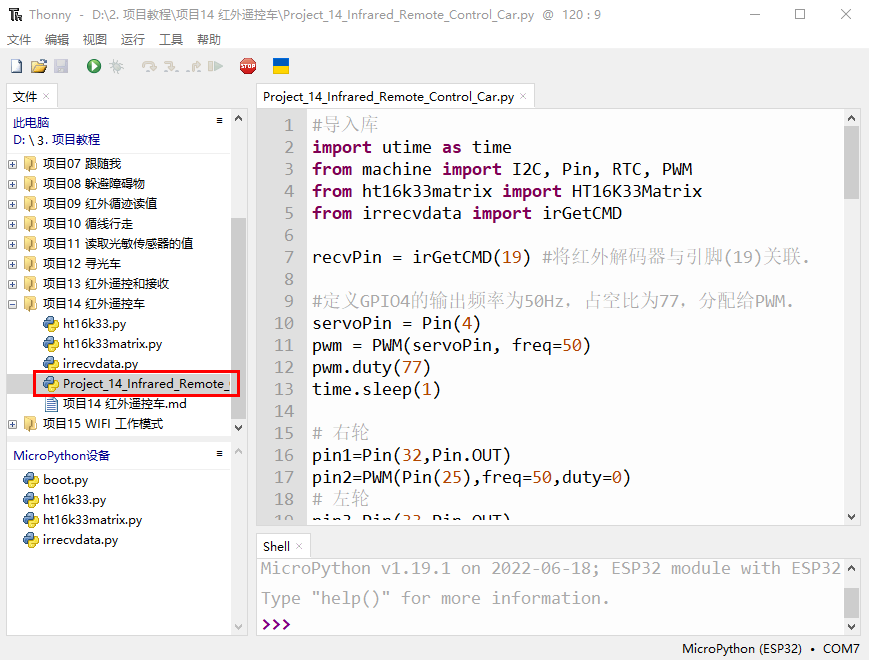 Thonny - D:\2. 项目教程\项目14 红外遥控车\Project_14_Infrared_Remote_Control_Car.py @ 120 : 9
文件 编辑 视图 运行 工具 帮助
STOP
文件
此电脑
D: \ 3. 项目教程
项目07 跟随我
项目08 躲避障碍物
项目09 红外循迹读值
项目10 循线行走
项目11 读取光敏传感器的值
项目12 寻光车
项目13 红外遥控和接收
项目14 红外遥控车
ht16k33.py
ht16k33matrix.py
irrecvdata.py
Project_14_Infrared_Remote_
项目14 红外遥控车.md
项目15 WIFI 工作模式
MicroPython设备
boot.py
ht16k33.py
ht16k33matrix.py
irrecvdata.py
Project_14_Infrared_Remote_Control_Car.py
1 #导入库
2 import utime as time
3 from machine import I2C, Pin, RTC, PWM
4 from ht16k33matrix import HT16K33Matrix
5 from irrecvdata import irGetCMD
6
7 recvPin = irGetCMD(19) #将红外解码器与引脚(19)关联.
8
9 #定义GPIO4的输出频率为50Hz，占空比为77，分配给PWM.
10 servoPin = Pin(4)
11 pwm = PWM(servoPin, freq=50)
12 pwm.duty(77)
13 time.sleep(1)
14
15 # 右轮
16 pin1=Pin(32,Pin.OUT)
17 pin2=PWM(Pin(25),freq=50,duty=0)
18 # 左轮
19 pin3=Pin(33,Pin.OUT)
Shell
MicroPython v1.19.1 on 2022-06-18; ESP32 module with ESP32
Type "help()" for more information.
>>>
MicroPython (ESP32) • COM7